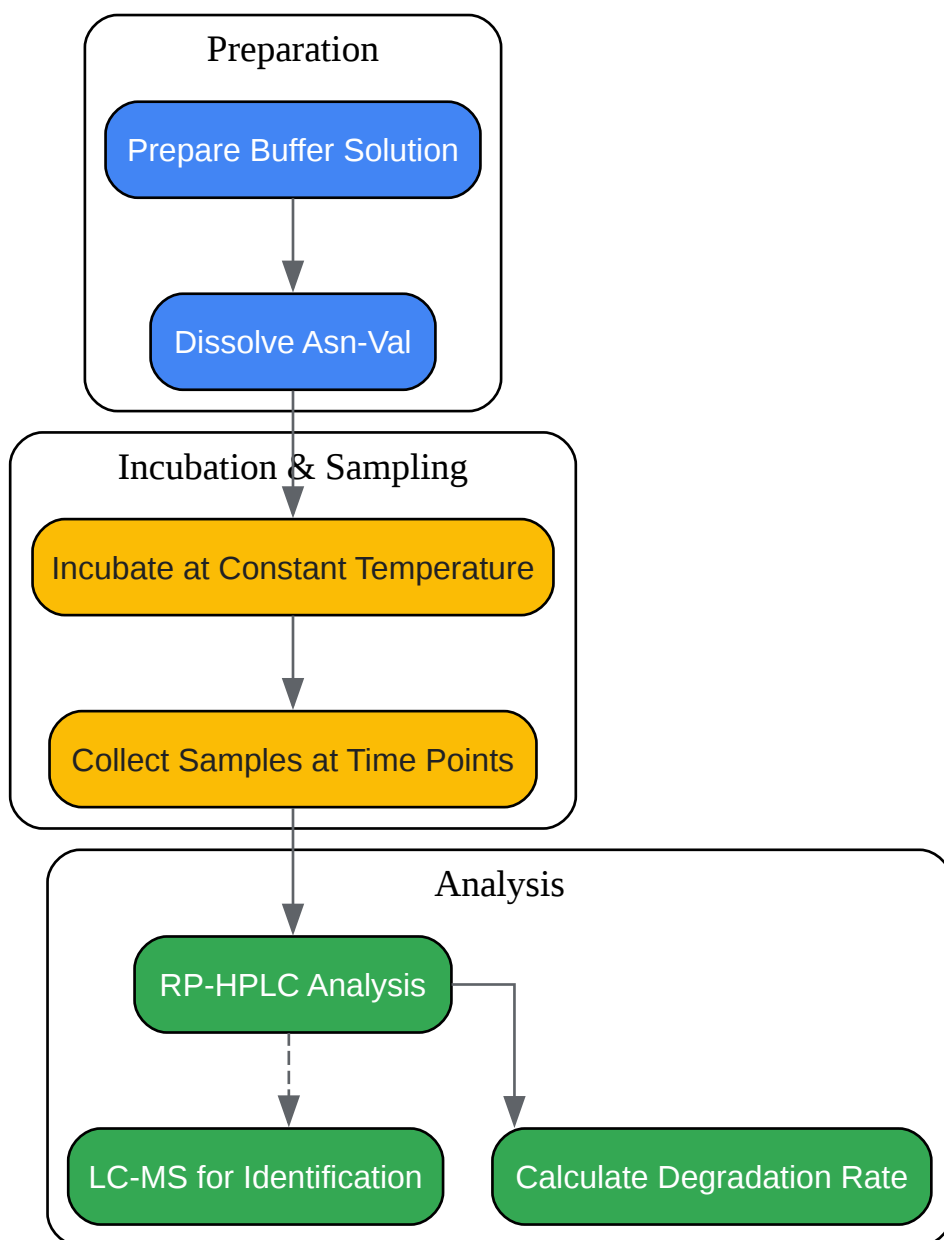 Preparation
Prepare Buffer Solution
Dissolve Asn-Val
Incubation & Sampling
Incubate at Constant Temperature
Collect Samples at Time Points
Analysis
RP-HPLC Analysis
LC-MS for Identification
Calculate Degradation Rate